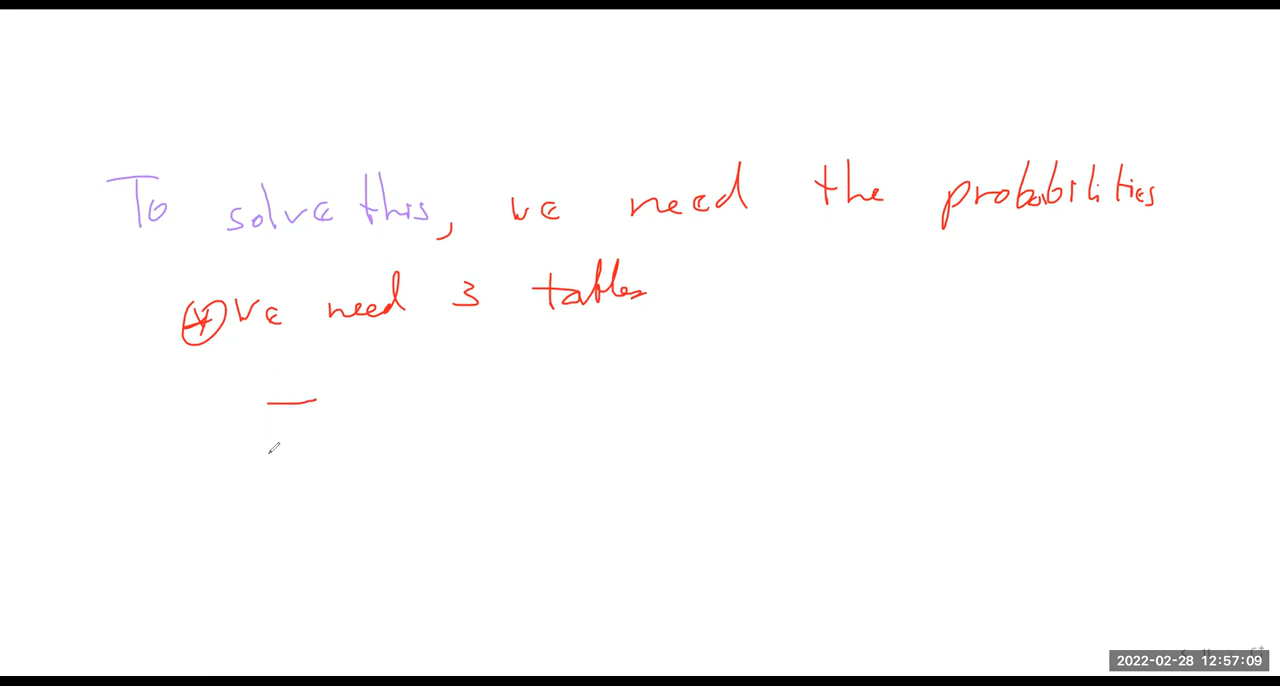 To solve this, we need the probabilities
We need 3 tables
2022-02-28 12:57:09